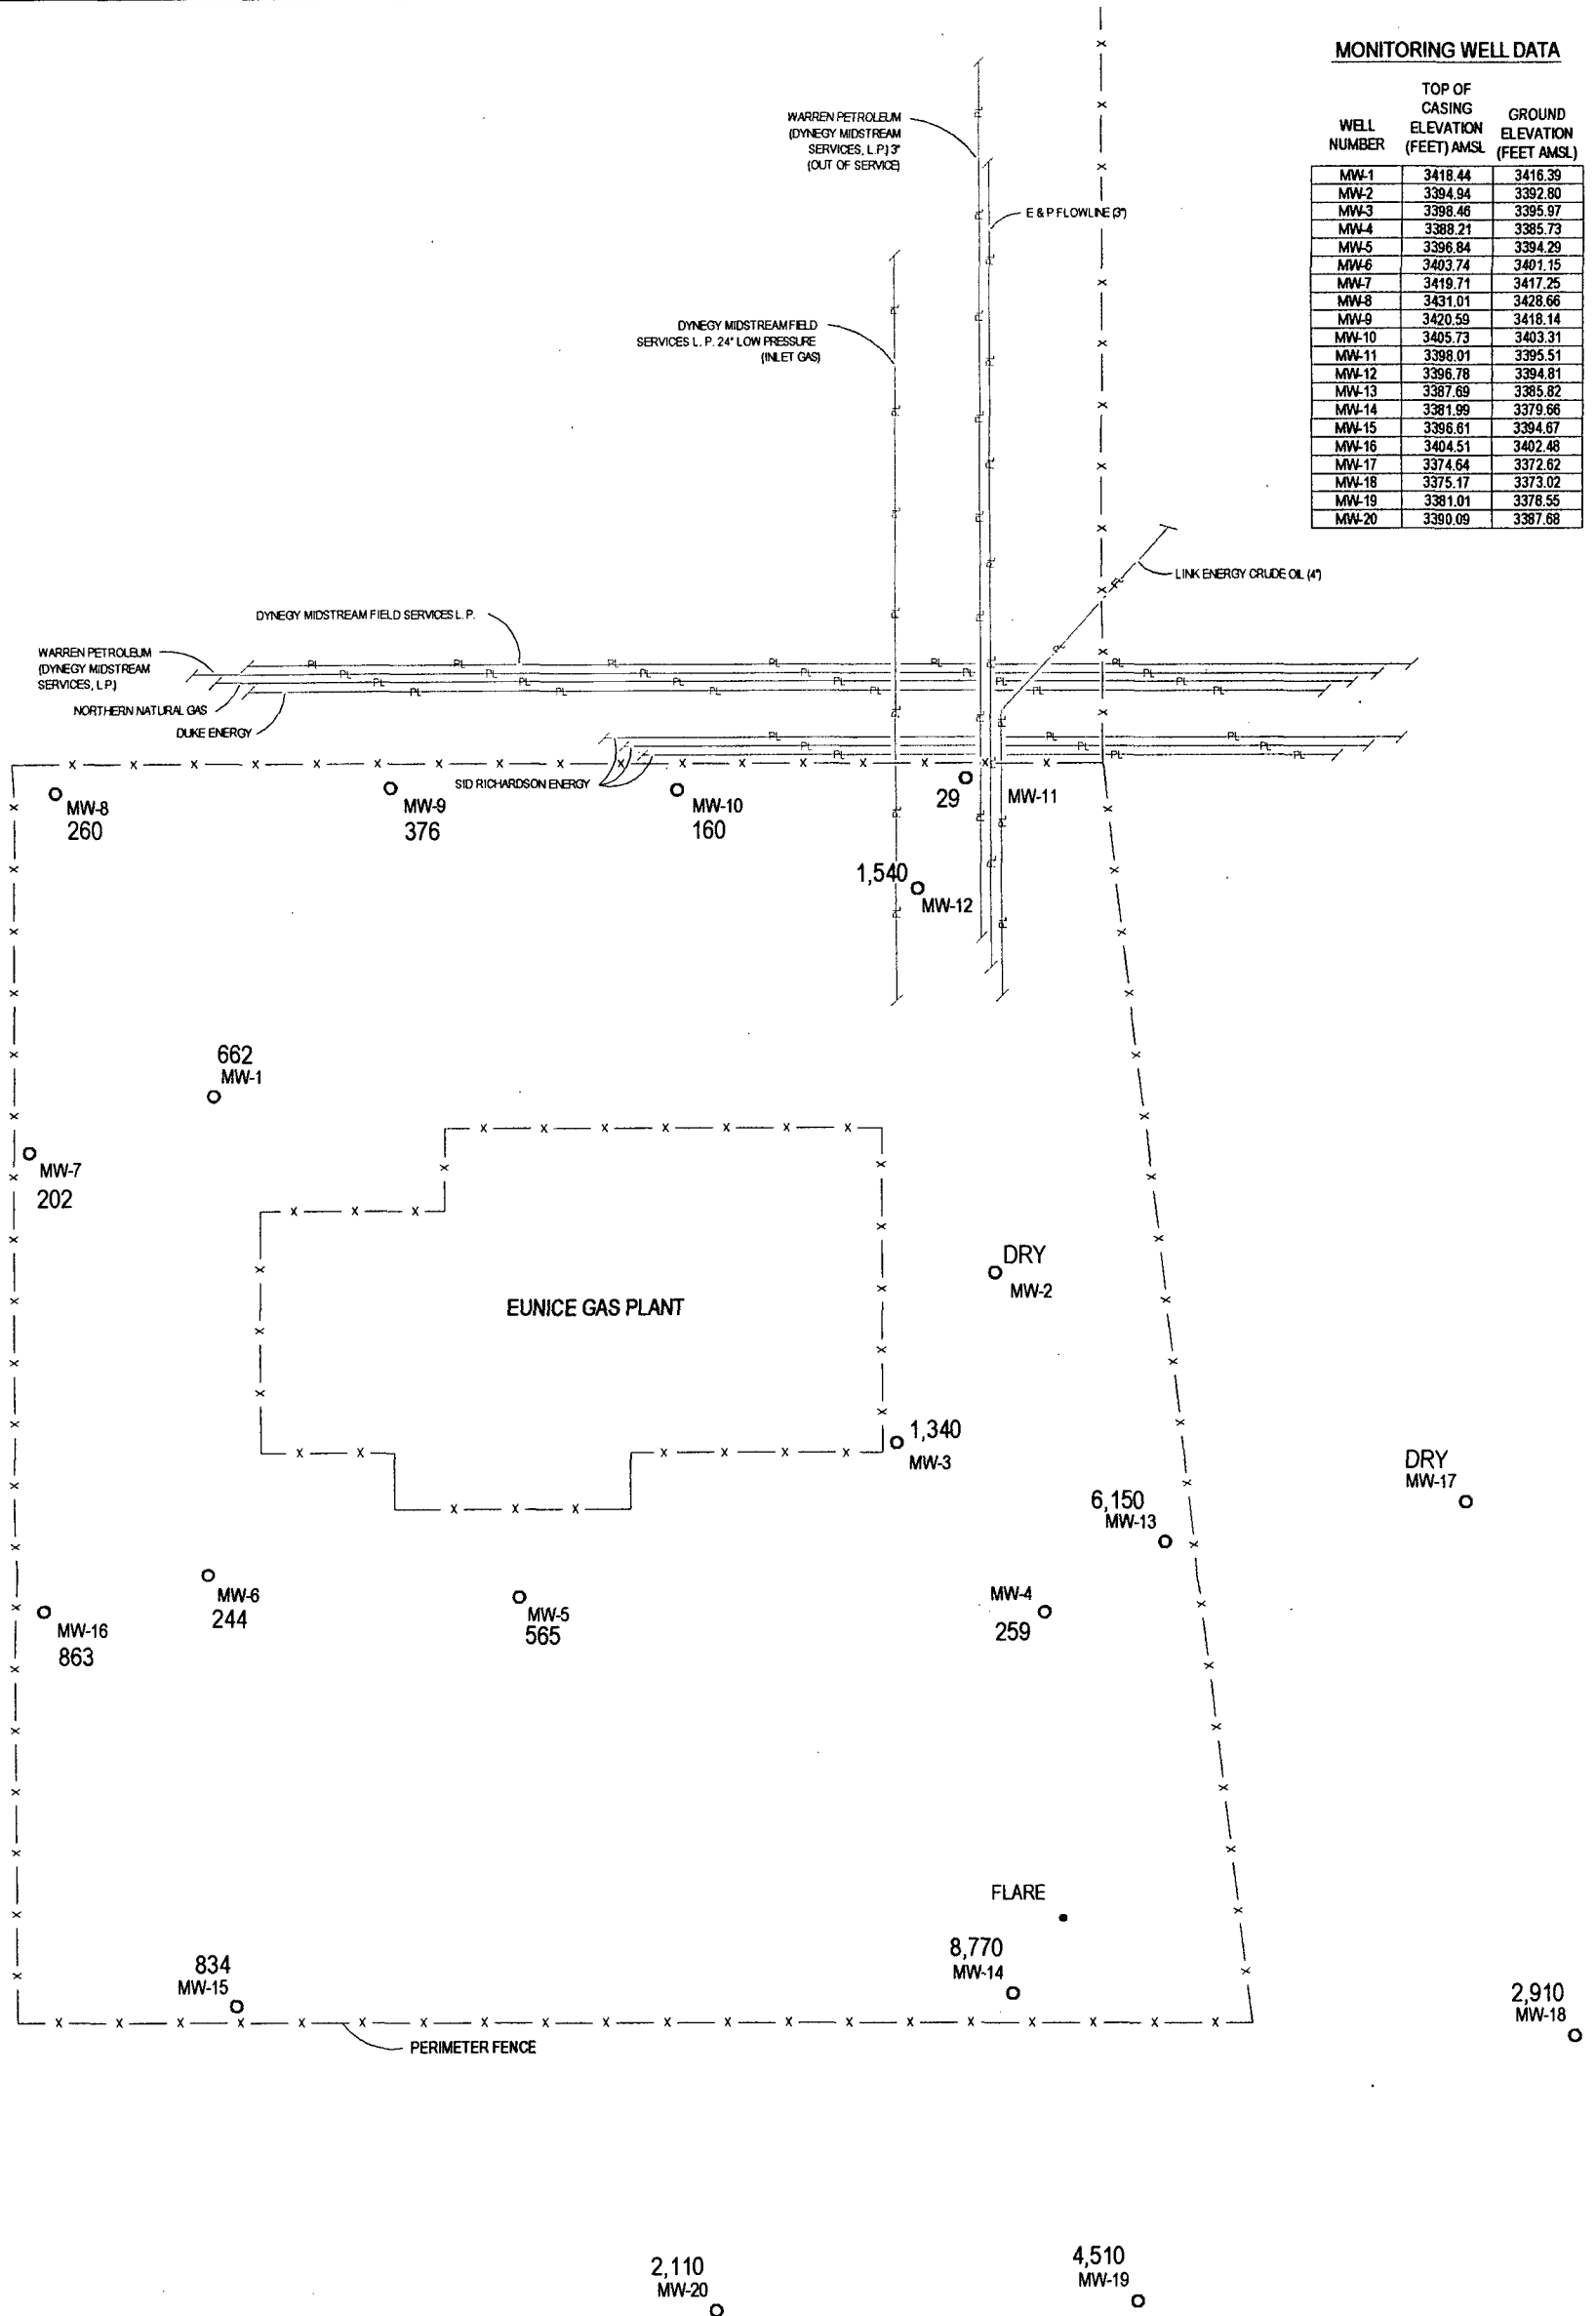 MONITORING WELL DATA
WELL NUMBER TOP OF CASING ELEVATION (FEET) AMSL GROUND ELEVATION (FEET AMSL)
MW-1 3418.44 3416.39
MW-2 3394.94 3392.80
MW-3 3398.46 3395.97
MW-4 3388.21 3385.73
MW-5 3396.84 3394.29
MW-6 3403.74 3401.15
MW-7 3419.71 3417.25
MW-8 3431.01 3428.66
MW-9 3420.59 3418.14
MW-10 3405.73 3403.31
MW-11 3398.01 3395.51
MW-12 3396.78 3394.81
MW-13 3387.69 3385.82
MW-14 3381.99 3379.66
MW-15 3396.61 3394.67
MW-16 3404.51 3402.48
MW-17 3374.64 3372.62
MW-18 3375.17 3373.02
MW-19 3381.01 3378.55
MW-20 3390.09 3387.68
WARREN PETROLEUM
(DYNEGY MIDSTREAM
SERVICES, L.P.) 3"
(OUT OF SERVICE)
E & P FLOWLINE (3")
DYNEGY MIDSTREAM FIELD
SERVICES L. P. 24" LOW PRESSURE
(INLET GAS)
LINK ENERGY CRUDE OIL (4")
DYNEGY MIDSTREAM FIELD SERVICES L.P.
WARREN PETROLEUM
(DYNEGY MIDSTREAM
SERVICES, L.P.)
NORTHERN NATURAL GAS
DUKE ENERGY
SID RICHARDSON ENERGY
MW-8
260
MW-9
376
MW-10
160
29
MW-11
1,540
MW-12
662
MW-1
MW-7
202
DRY
MW-2
EUNICE GAS PLANT
1,340
MW-3
DRY
MW-17
6,150
MW-13
MW-6
244
MW-5
565
MW-4
259
MW-16
863
FLARE
8,770
MW-14
834
MW-15
2,910
MW-18
PERIMETER FENCE
2,110
MW-20
4,510
MW-19